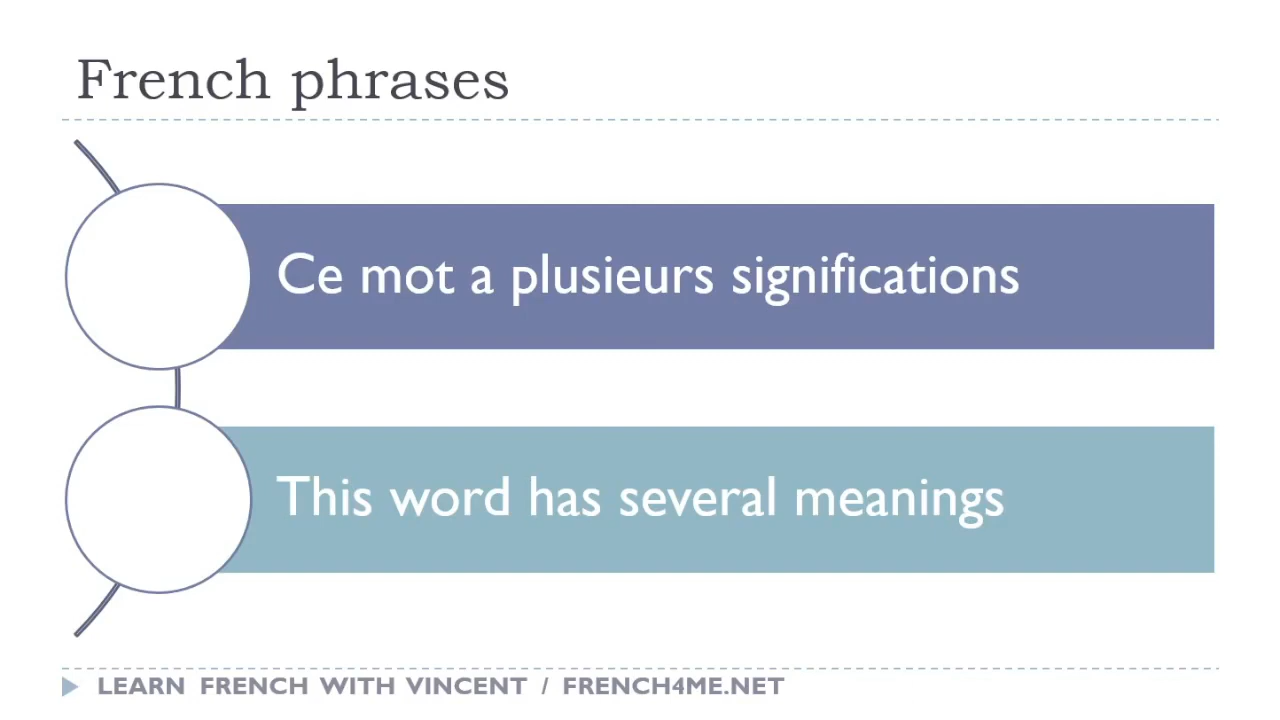 French phrases
Ce mot a plusieurs significations
This word has several meanings
LEARN FRENCH WITH VINCENT / FRENCH4ME.NET